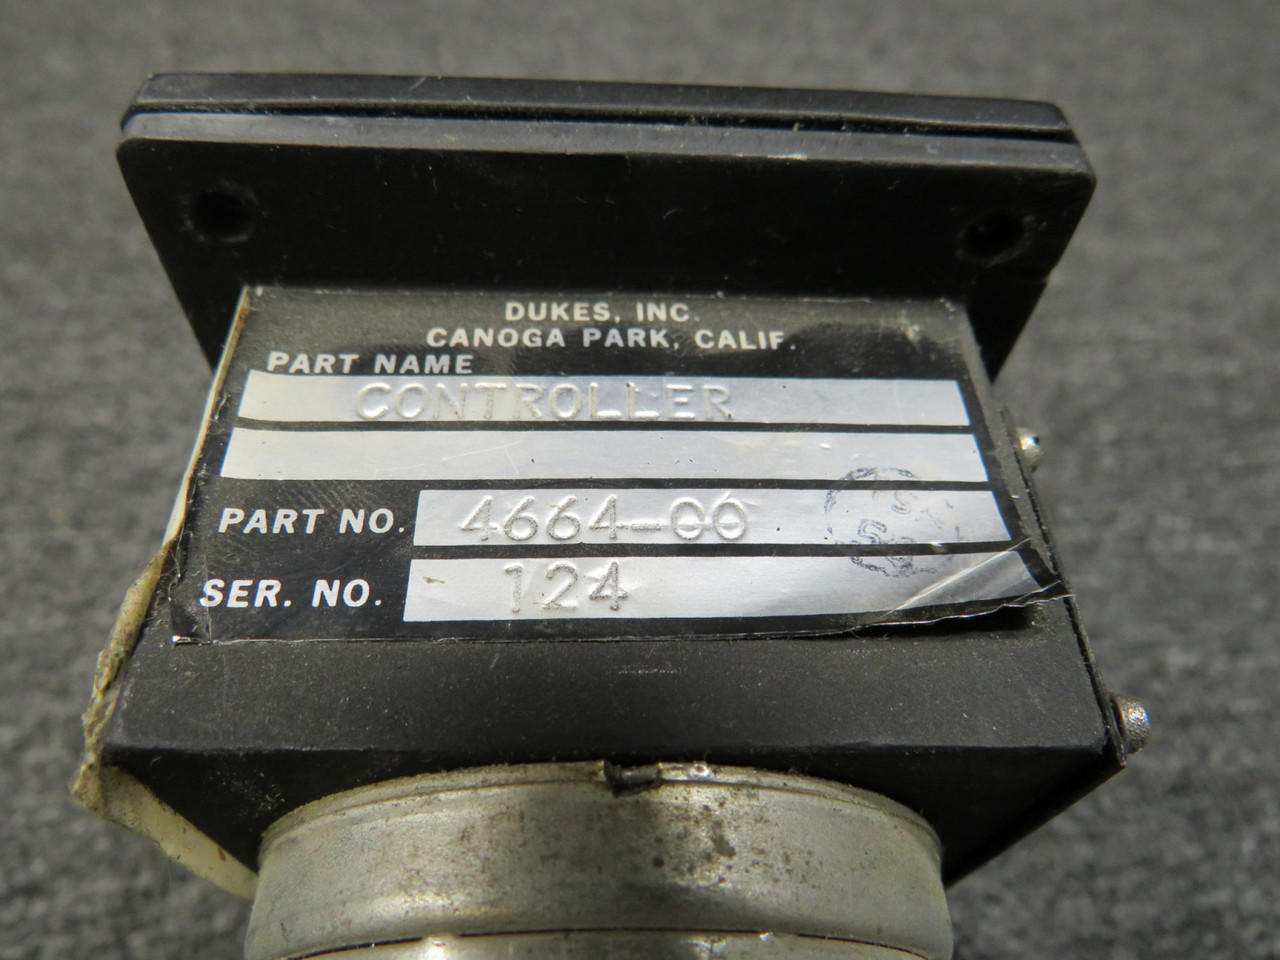 DUKES, INC.
CANOGA PARK, CALIF.
PART NAME
CONTROLLER
PART NO. 4664-00
SER. NO. 124